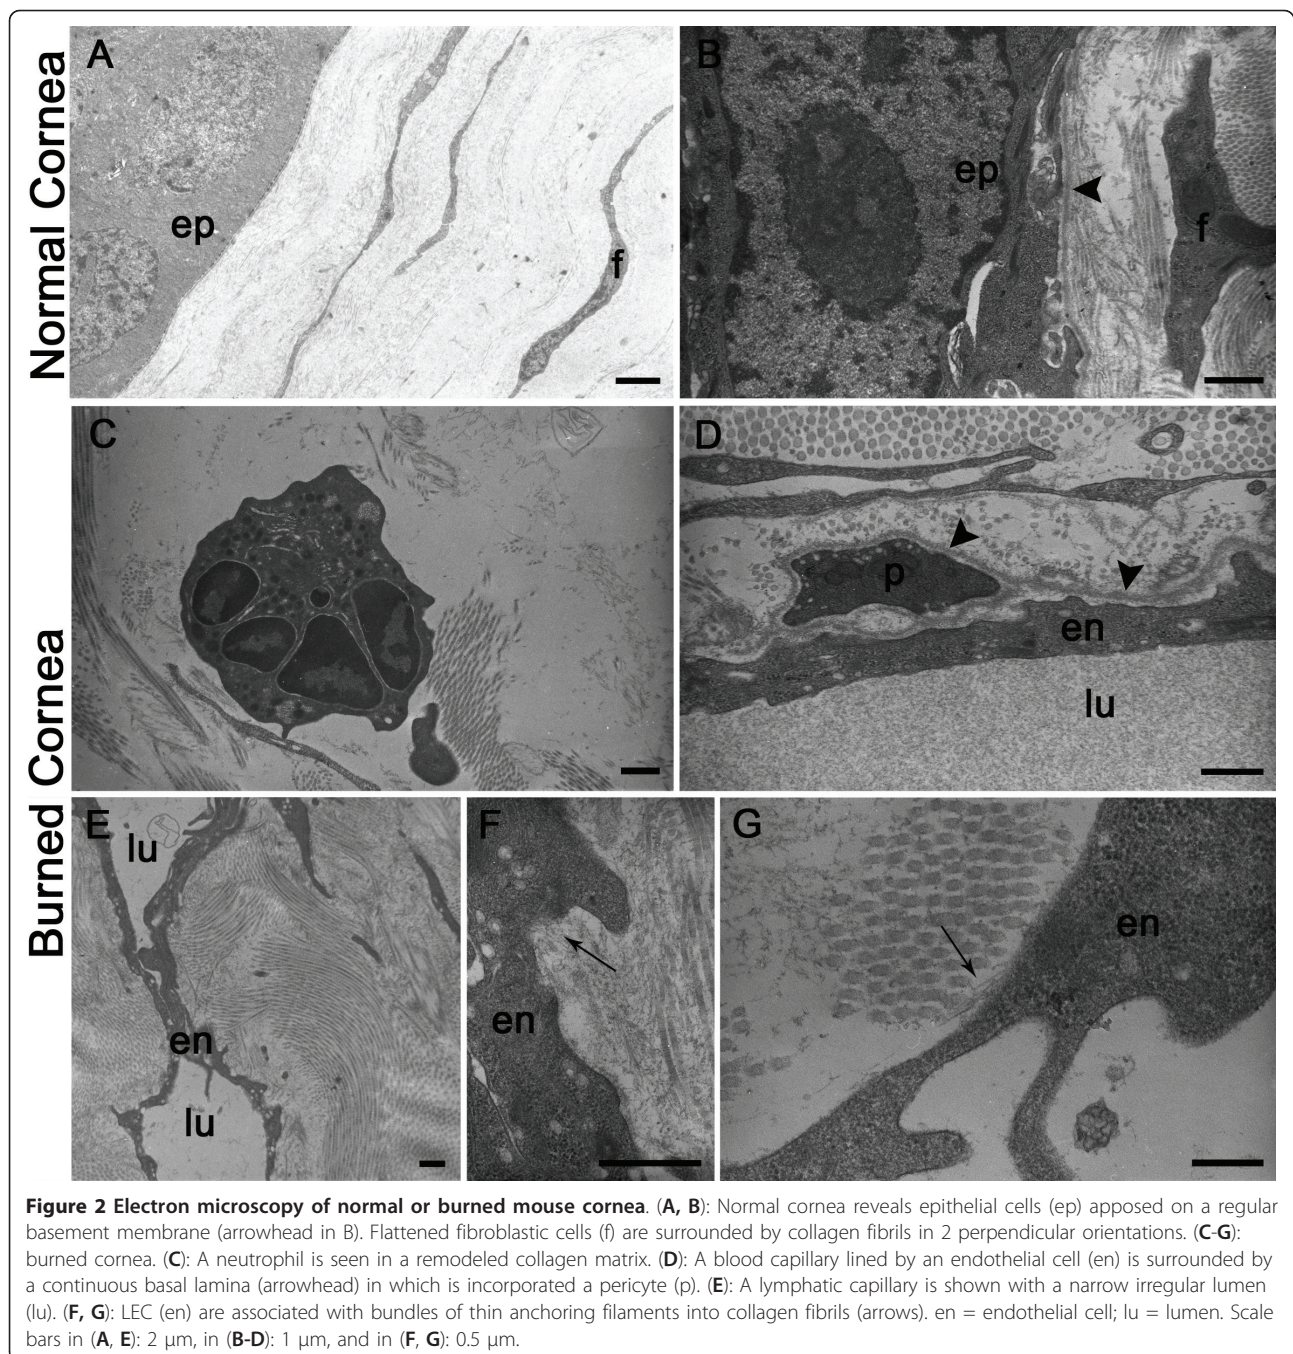 Normal Cornea
A
ep
f
B
ep
f
Burned Cornea
C
D
p
en
lu
E
lu
en
lu
F
en
G
en
Figure 2 Electron microscopy of normal or burned mouse cornea. (A, B): Normal cornea reveals epithelial cells (ep) apposed on a regular
basement membrane (arrowhead in B). Flattened fibroblastic cells (f) are surrounded by collagen fibrils in 2 perpendicular orientations. (C-G):
burned cornea. (C): A neutrophil is seen in a remodeled collagen matrix. (D): A blood capillary lined by an endothelial cell (en) is surrounded by
a continuous basal lamina (arrowhead) in which is incorporated a pericyte (p). (E): A lymphatic capillary is shown with a narrow irregular lumen
(lu). (F, G): LEC (en) are associated with bundles of thin anchoring filaments into collagen fibrils (arrows). en = endothelial cell; lu = lumen. Scale
bars in (A, E): 2 μm, in (B-D): 1 μm, and in (F, G): 0.5 μm.